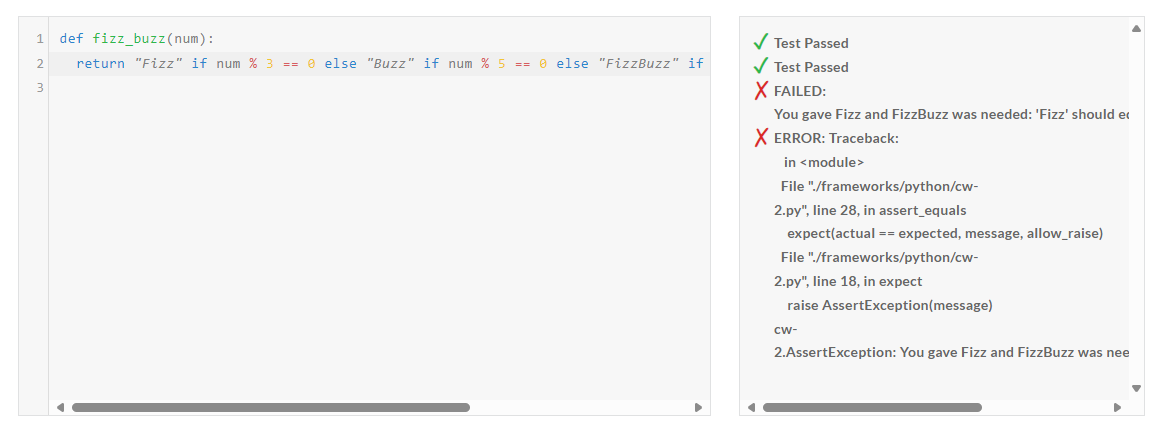 1 def fizz_buzz(num):
2 return "Fizz" if num % 3 == 0 else "Buzz" if num % 5 == 0 else "FizzBuzz" if
3
Test Passed
Test Passed
FAILED:
You gave Fizz and FizzBuzz was needed: 'Fizz' should
ERROR: Traceback:
in <module>
File "./frameworks/python/cw-
2.py", line 28, in assert_equals
expect(actual == expected, message, allow_raise)
File "./frameworks/python/cw-
2.py", line 18, in expect
raise AssertException(message)
cw-
2.AssertException: You gave Fizz and FizzBuzz was nee